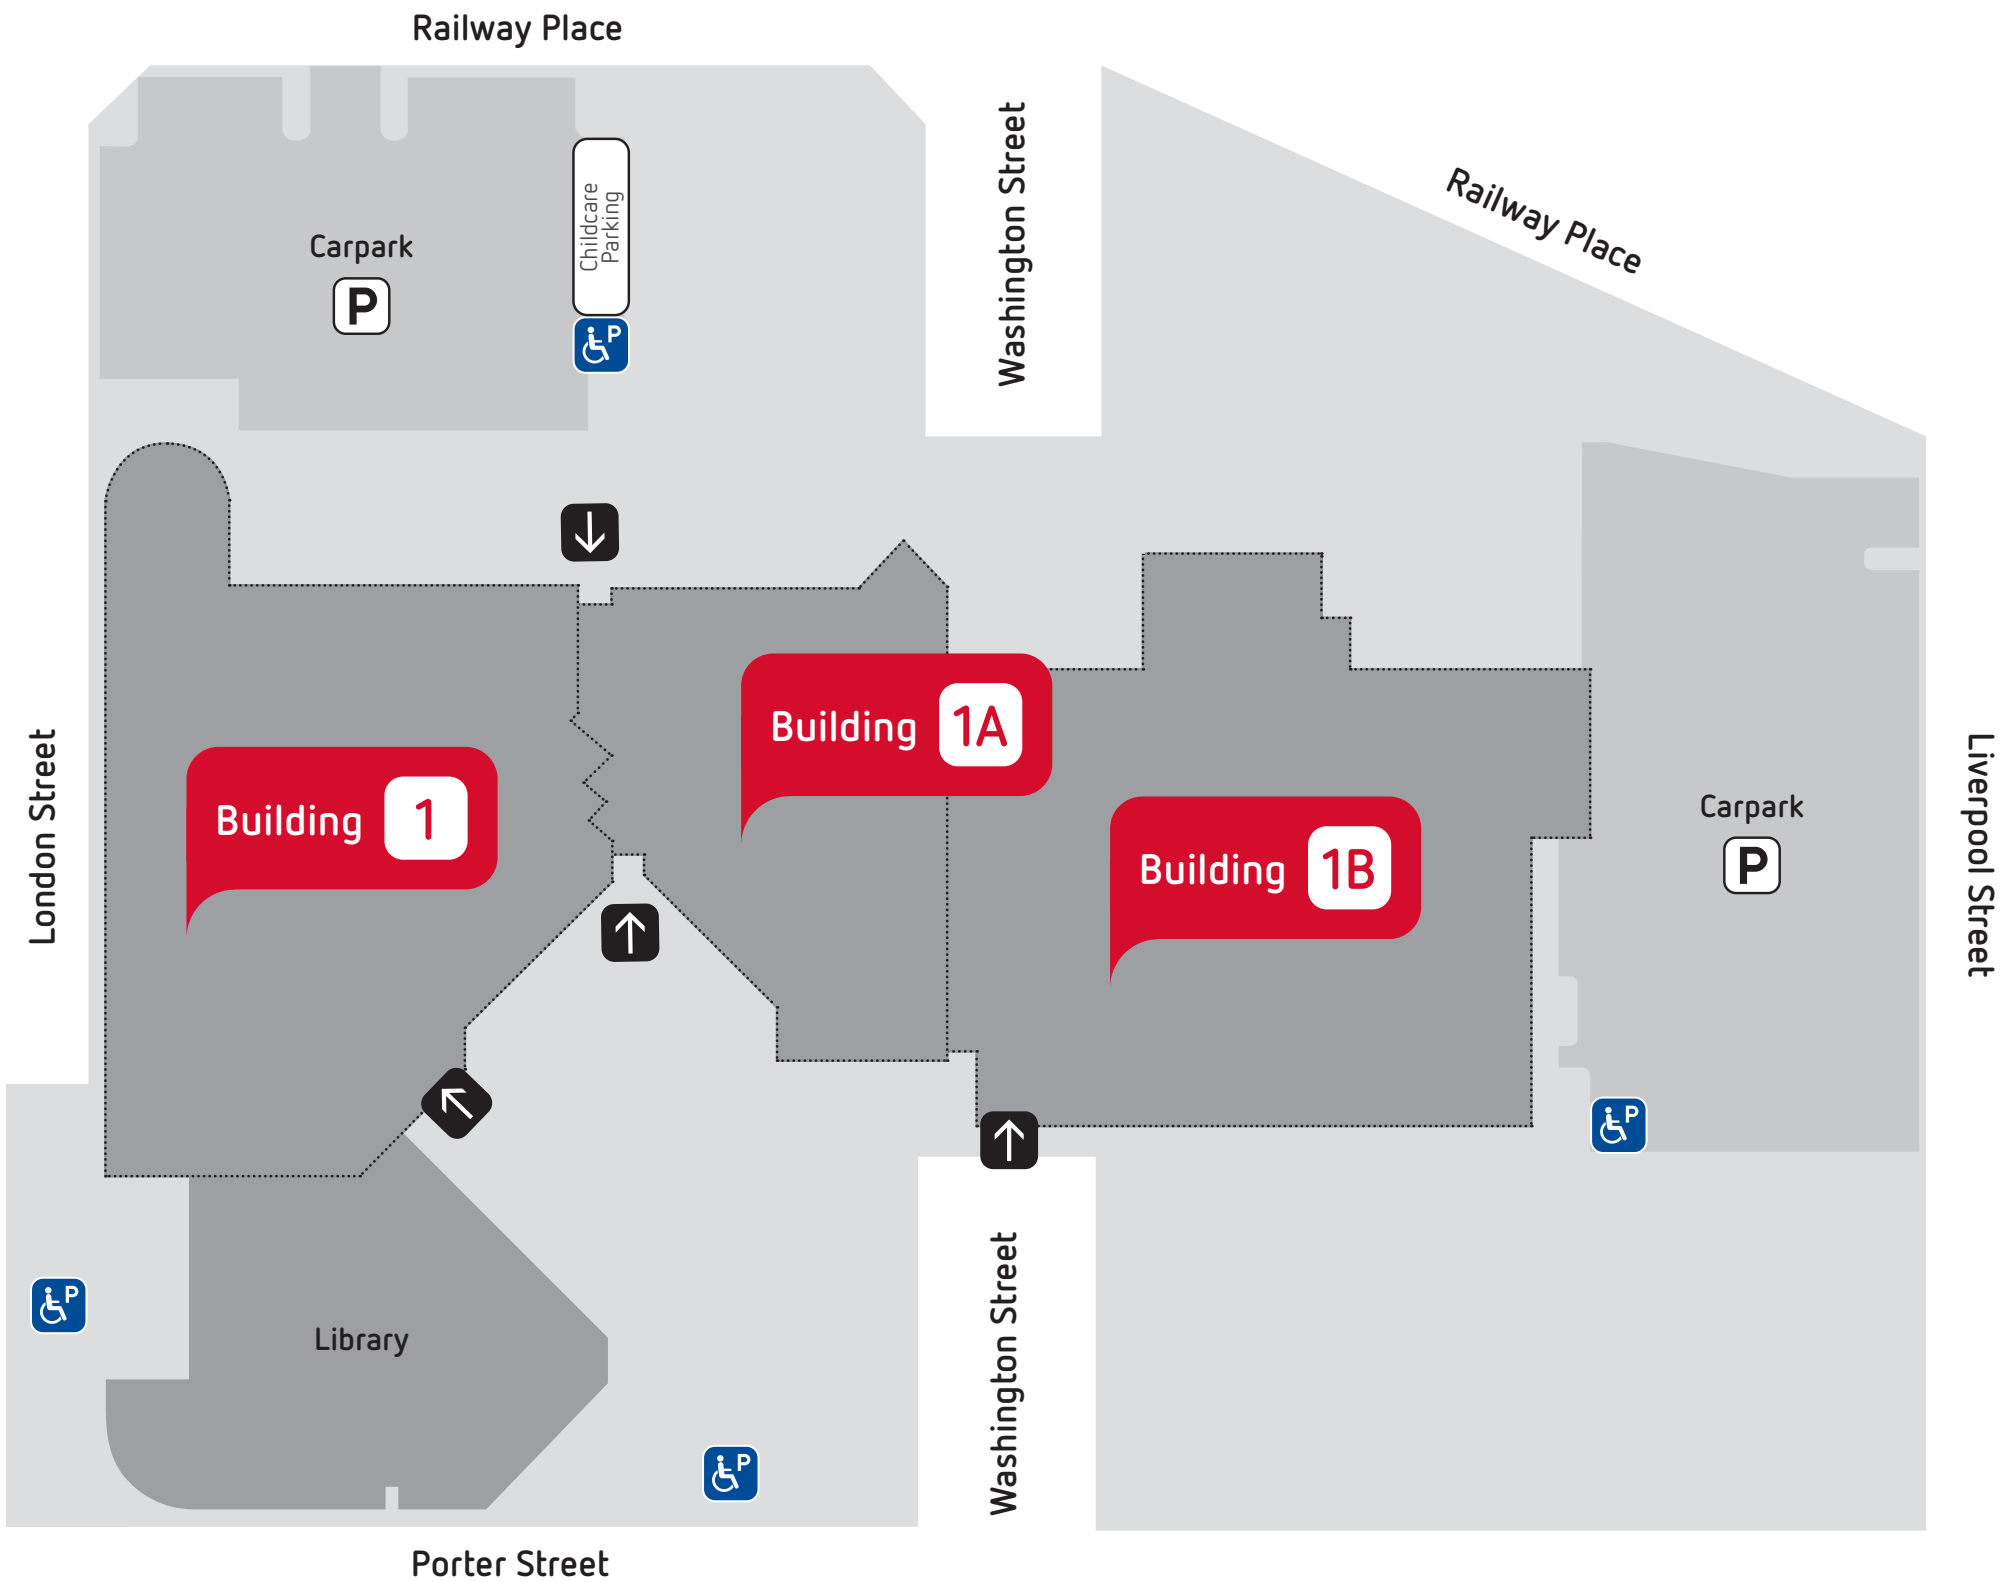 Railway Place
Washington Street
Railway Place
Childcare
Parking
Carpark
P
P
Building 1A
Building 1
London Street
Building 1B
Carpark
P
Liverpool Street
P
Washington Street
P
Library
P
Porter Street